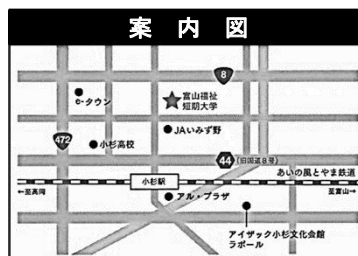 案内図
8
c-タウン
富山福祉
短期大学
472
小杉高校
JAいみず野
44 (旧国道8号)
あいの風とやま鉄道
小杉駅
←至高岡
至富山→
アル・プラザ
アイザック小杉文化会館
ラポール